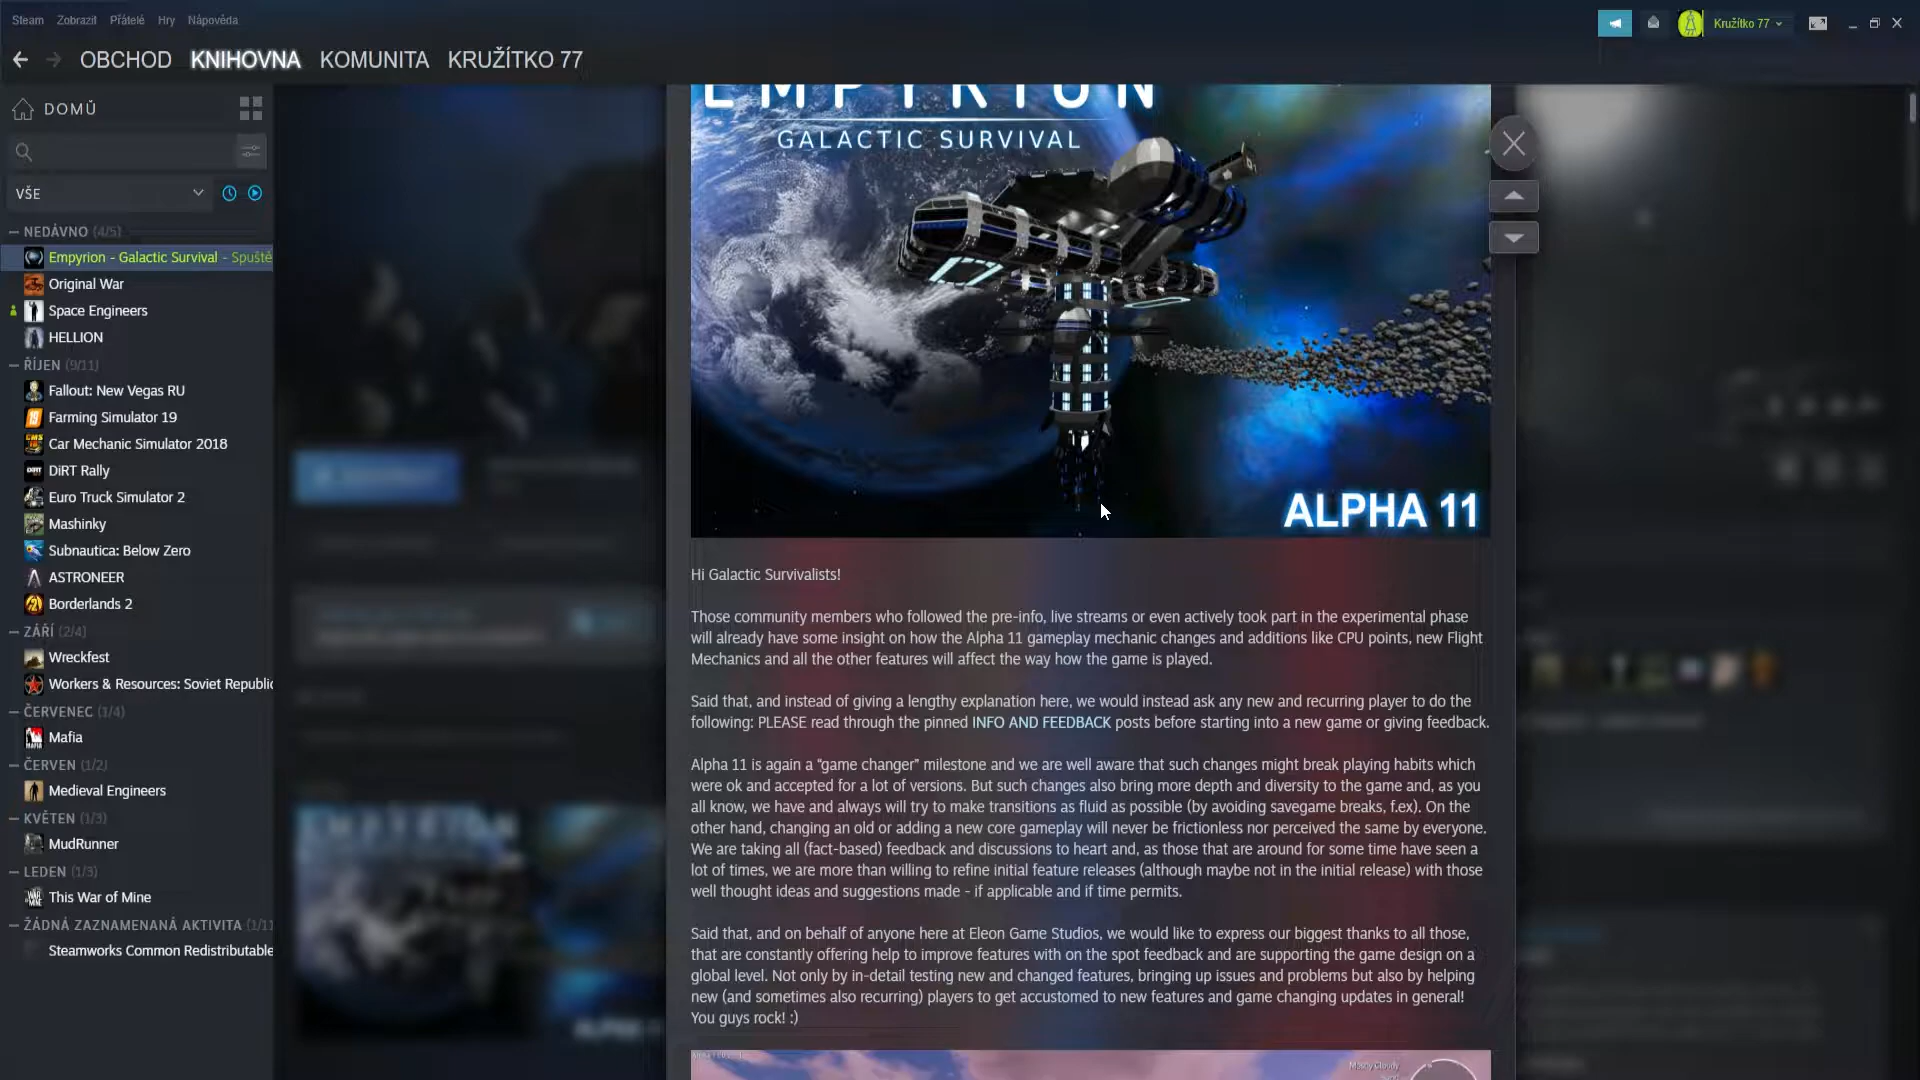 Steam Zobrazit Přátelé Hry Nápověda
Kružítko 77
OBCHOD KNIHOVNA KOMUNITA KRUŽÍTKO 77
DOMŮ
VŠE
NEDÁVNO (4/5)
Empyrion - Galactic Survival - Spuště
Original War
Space Engineers
HELLION
ŘÍJEN (9/11)
Fallout: New Vegas RU
Farming Simulator 19
Car Mechanic Simulator 2018
DiRT Rally
Euro Truck Simulator 2
Mashinky
Subnautica: Below Zero
ASTRONEER
Borderlands 2
ZÁŘÍ (2/4)
Wreckfest
Workers & Resources: Soviet Republic
ČERVENEC (1/4)
Mafia
ČERVEN (1/2)
Medieval Engineers
KVĚTEN (1/3)
MudRunner
LEDEN (1/3)
This War of Mine
ŽÁDNÁ ZAZNAMENANÁ AKTIVITA (1/1
Steamworks Common Redistributable
EMPYRION
GALACTIC SURVIVAL
ALPHA 11
Hi Galactic Survivalists!
Those community members who followed the pre-info, live streams or even actively took part in the experimental phase
will already have some insight on how the Alpha 11 gameplay mechanic changes and additions like CPU points, new Flight
Mechanics and all the other features will affect the way how the game is played.
Said that, and instead of giving a lengthy explanation here, we would instead ask any new and recurring player to do the
following: PLEASE read through the pinned INFO AND FEEDBACK posts before starting into a new game or giving feedback.
Alpha 11 is again a “game changer” milestone and we are well aware that such changes might break playing habits which
were ok and accepted for a lot of versions. But such changes also bring more depth and diversity to the game and, as you
all know, we have and always will try to make transitions as fluid as possible (by avoiding savegame breaks, f.ex). On the
other hand, changing an old or adding a new core gameplay will never be frictionless nor perceived the same by everyone.
We are taking all (fact-based) feedback and discussions to heart and, as those that are around for some time have seen a
lot of times, we are more than willing to refine initial feature releases (although maybe not in the initial release) with those
well thought ideas and suggestions made - if applicable and if time permits.
Said that, and on behalf of anyone here at Eleon Game Studios, we would like to express our biggest thanks to all those,
that are constantly offering help to improve features with on the spot feedback and are supporting the game design on a
global level. Not only by in-detail testing new and changed features, bringing up issues and problems but also by helping
new (and sometimes also recurring) players to get accustomed to new features and game changing updates in general!
You guys rock! :)
Mostly Cloudy